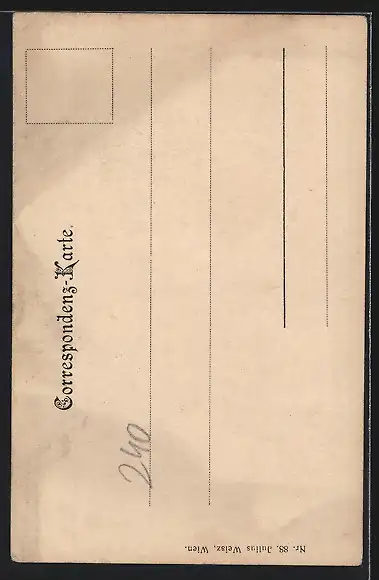 Correspondenz-Karte.
240
Nr. 88. Julius Weisz, Wien.